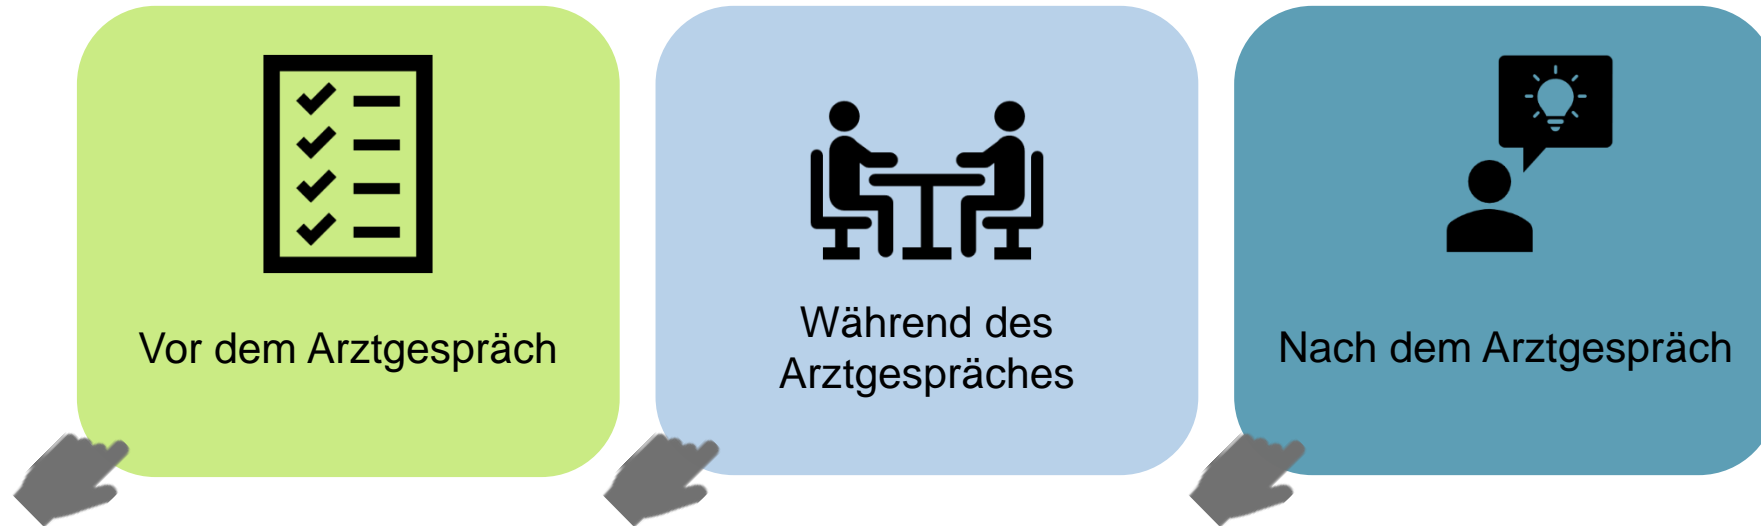 Vor dem Arztgespräch
Während des
Arztgespräches
Nach dem Arztgespräch